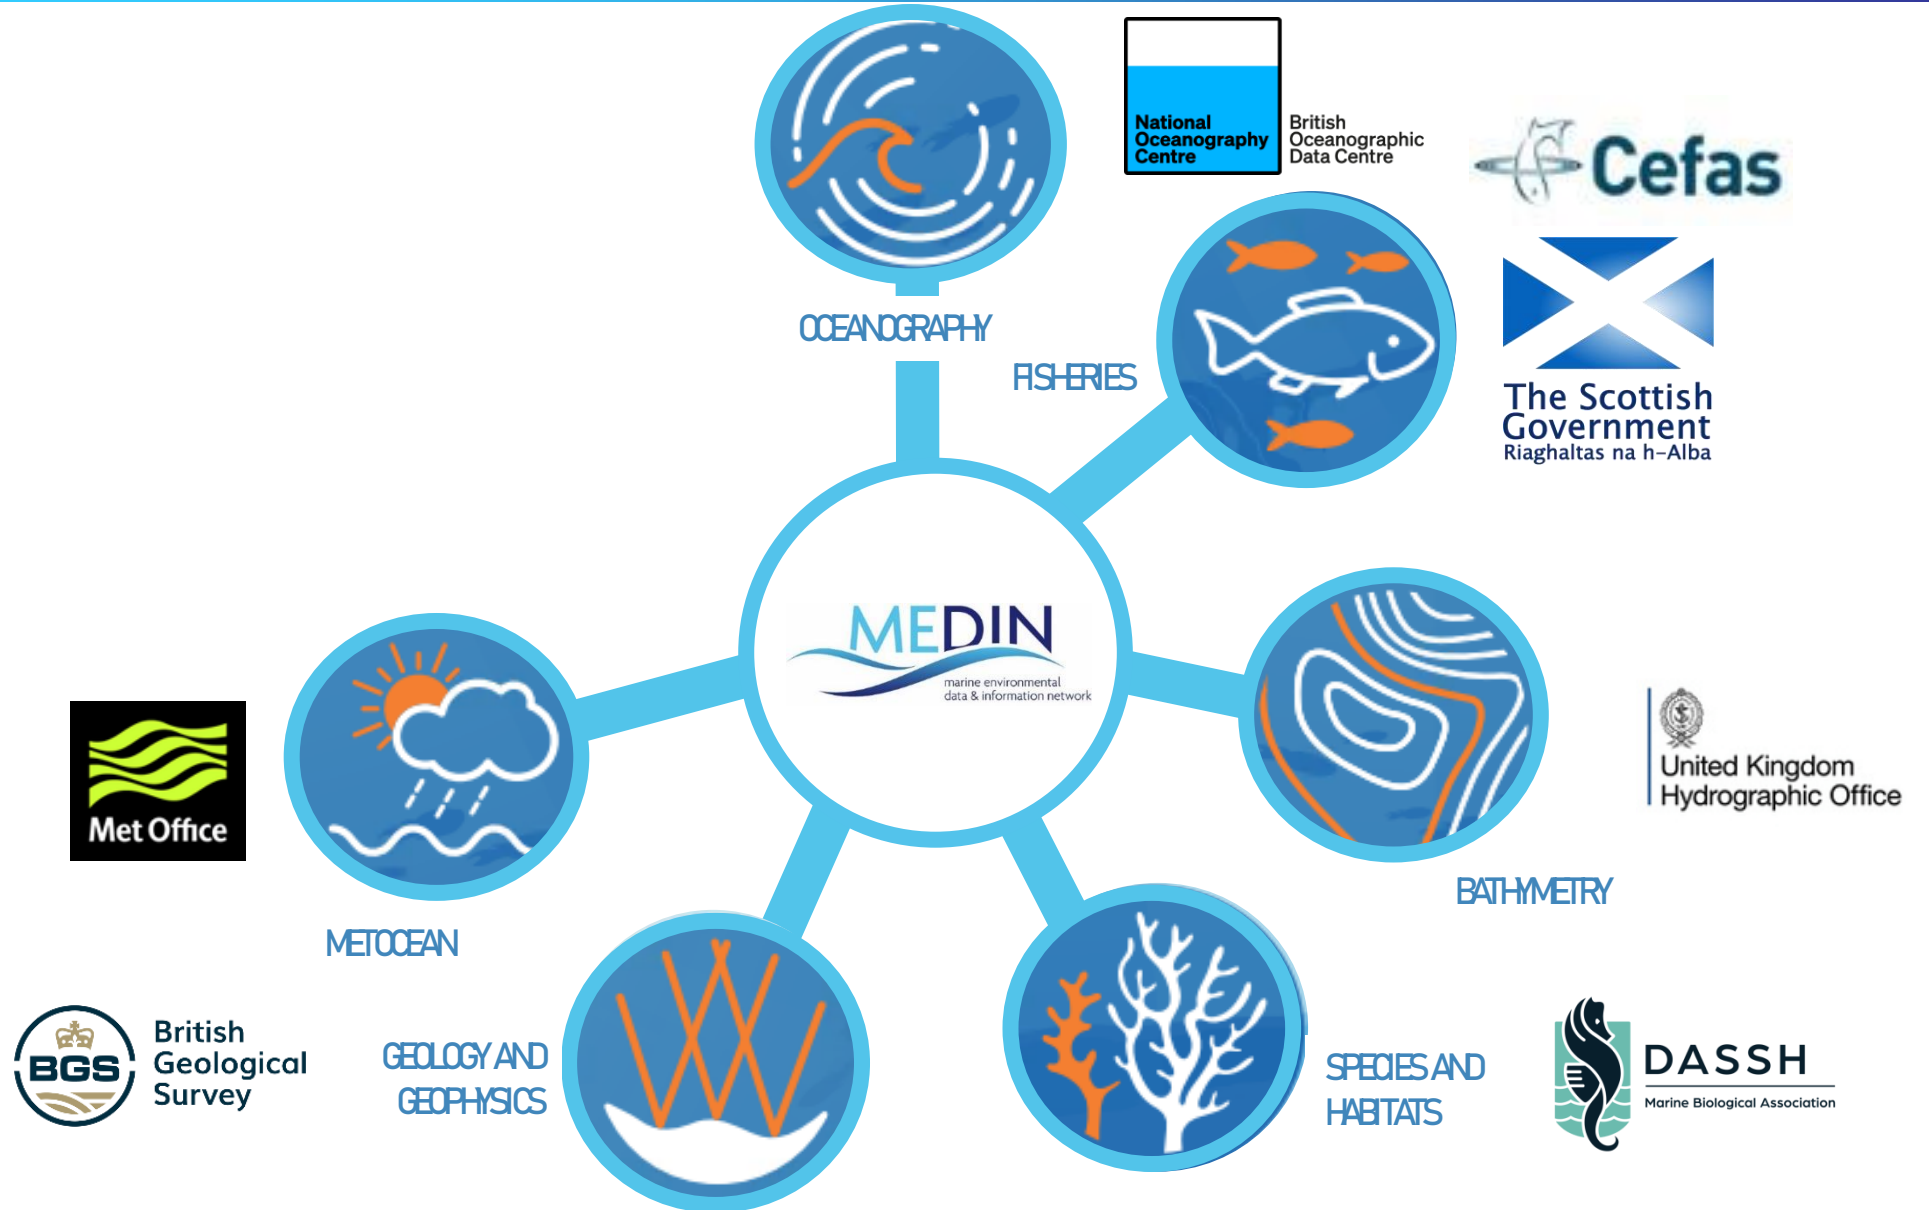 National
Oceanography
Centre
British
Oceanographic
Data Centre
Cefas
OCEANOGRAPHY
FISHERIES
The Scottish
Government
Riaghaltas na h-Alba
MEDIN
marine environmental
data & information network
Met Office
United Kingdom
Hydrographic Office
BATHYMETRY
METOCEAN
BGS
British
Geological
Survey
GEOLOGY AND
GEOPHYSICS
SPECIES AND
HABITATS
DASSH
Marine Biological Association